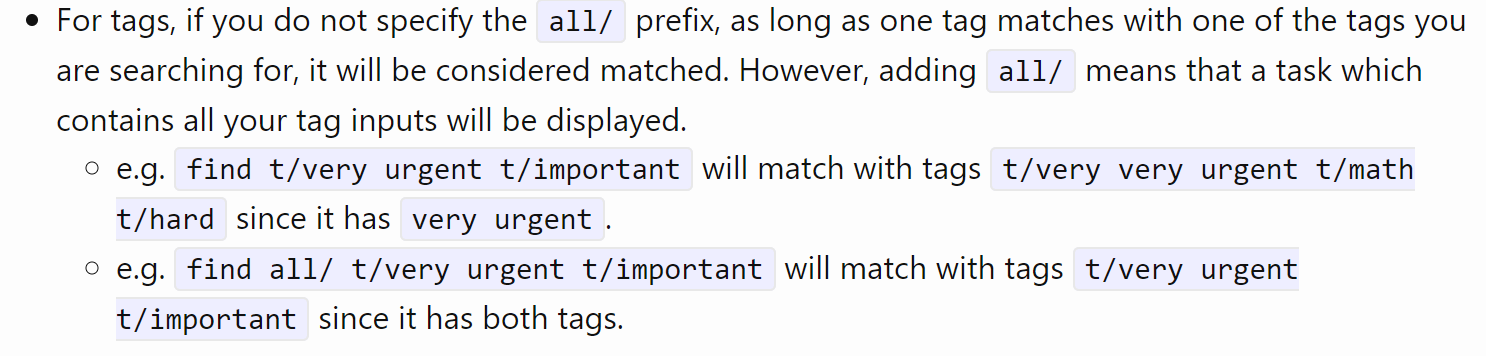 • For tags, if you do not specify the all/ prefix, as long as one tag matches with one of the tags you
are searching for, it will be considered matched. However, adding all/ means that a task which
contains all your tag inputs will be displayed.
◦ e.g. find t/very urgent t/important will match with tags t/very very urgent t/math
t/hard since it has very urgent.
◦ e.g. find all/ t/very urgent t/important will match with tags t/very urgent
t/important since it has both tags.